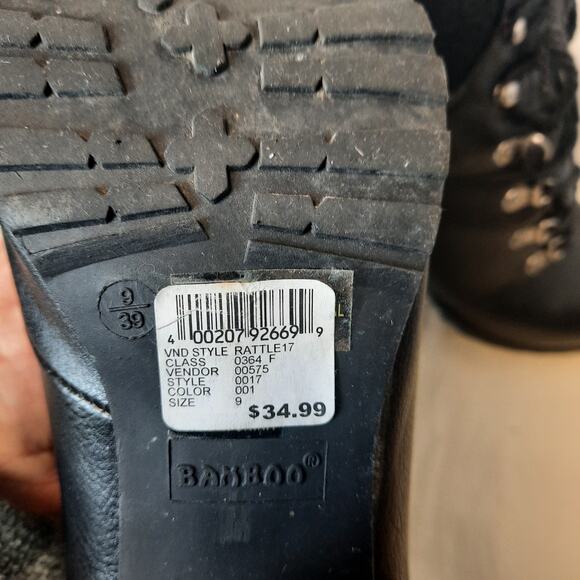 9
39
L
4 00207 92669 9
VND STYLE RATTLE17
CLASS 0364 F
VENDOR 00575
STYLE 0017
COLOR 001
SIZE 9
$34.99
BAMBOO®